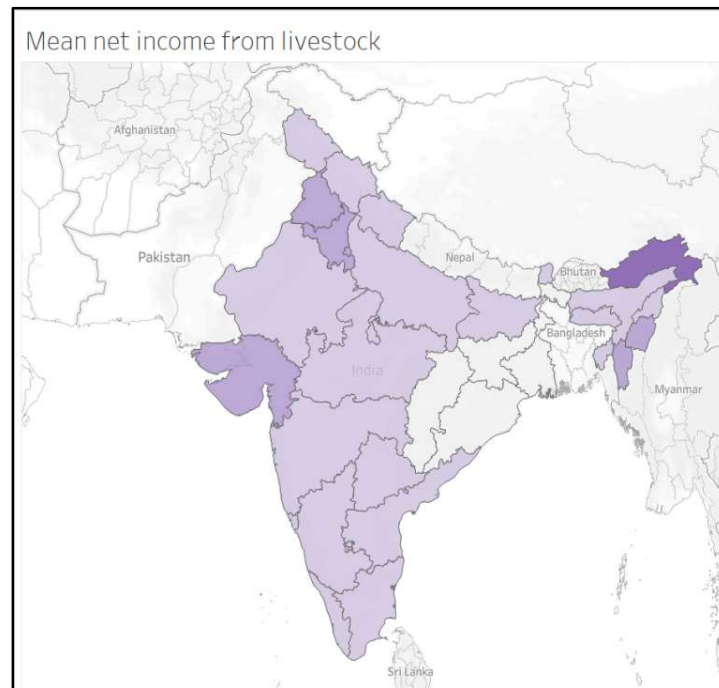 Mean net income from livestock
Afghanistan
Pakistan
Nepal
Bhutan
Bangladesh
India
Myanmar
Sri Lanka